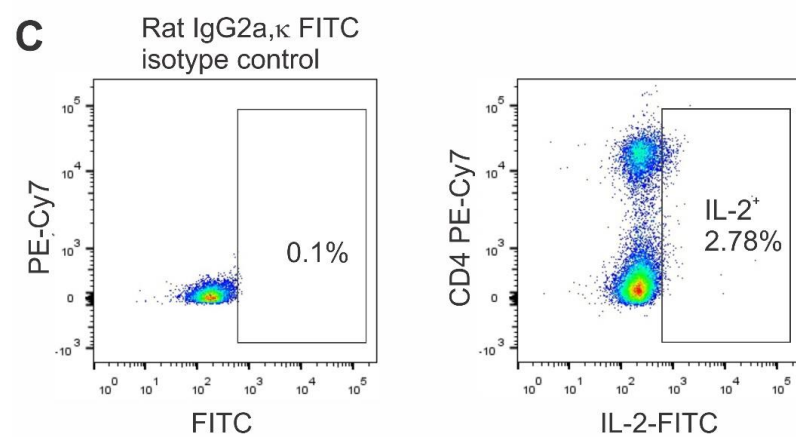 C
Rat IgG2a,κ FITC
isotype control
PE-Cy7
10⁵
10⁴
10³
0
-10³
0.1%
10⁰ 10¹ 10² 10³ 10⁴ 10⁵
FITC
CD4 PE-Cy7
10⁵
10⁴
10³
0
-10³
IL-2⁺
2.78%
10⁰ 10¹ 10² 10³ 10⁴ 10⁵
IL-2-FITC